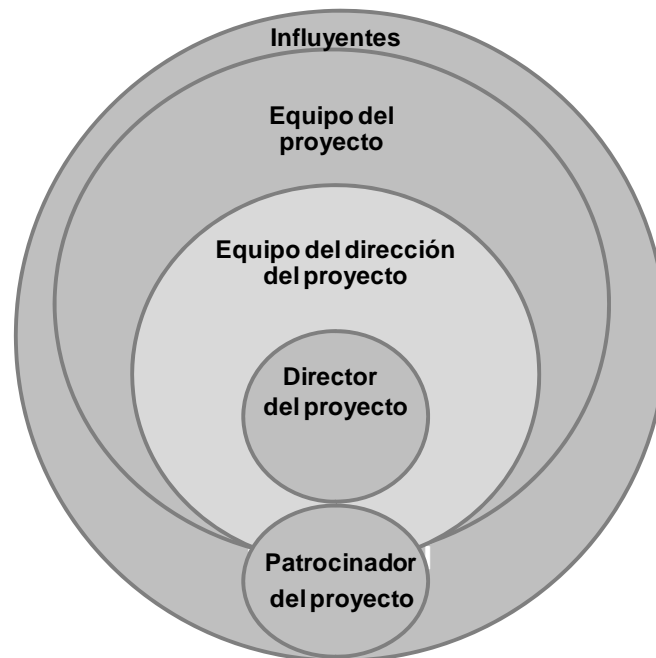 Influyentes
Equipo del
proyecto
Equipo del dirección
del proyecto
Director
del proyecto
Patrocinador
del proyecto